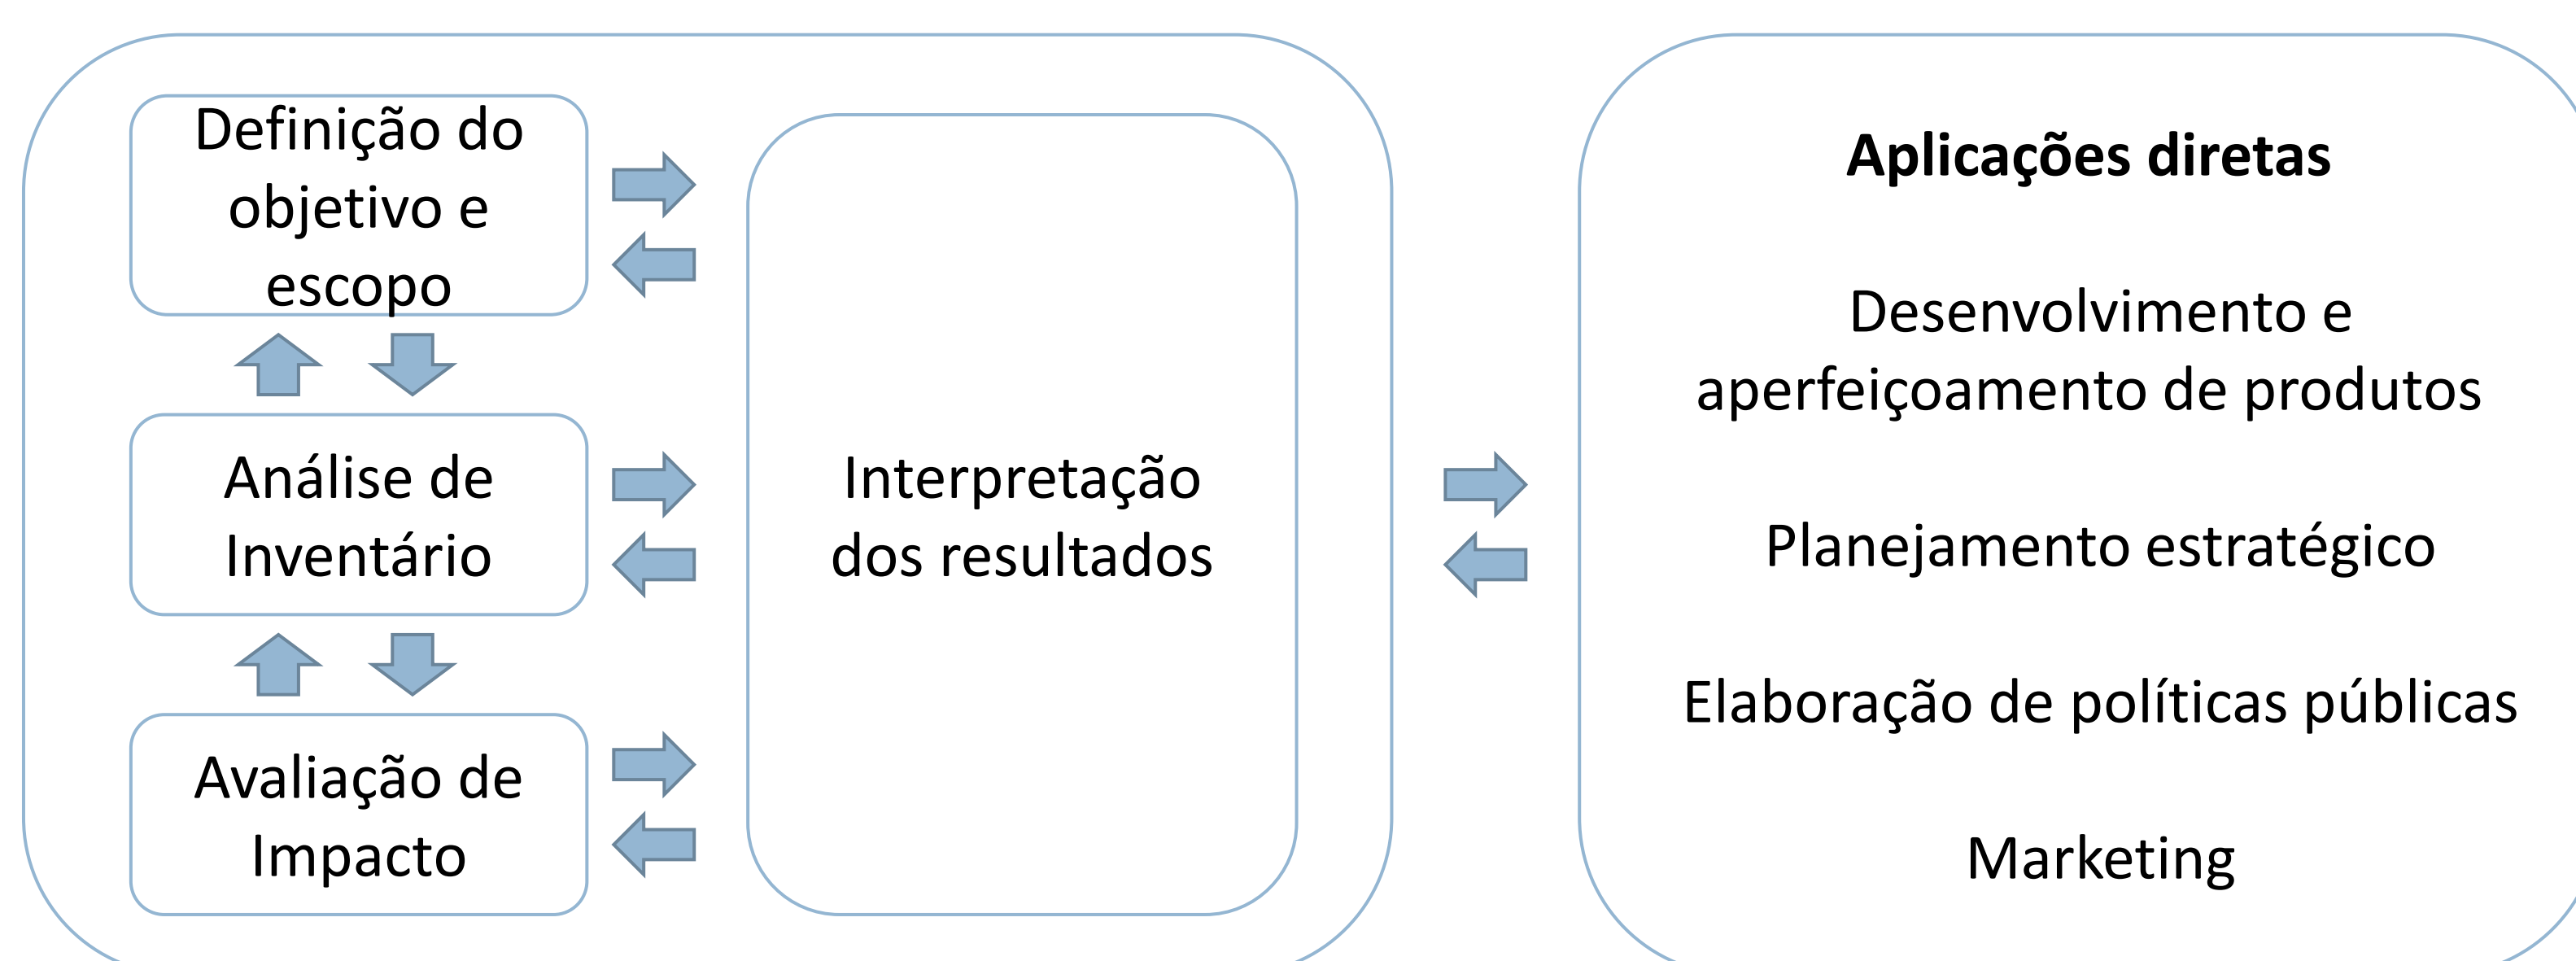 Definição do
objetivo e
escopo
Análise de
Inventário
Avaliação de
Impacto
Interpretação
dos resultados
Aplicações diretas
Desenvolvimento e
aperfeiçoamento de produtos
Planejamento estratégico
Elaboração de políticas públicas
Marketing